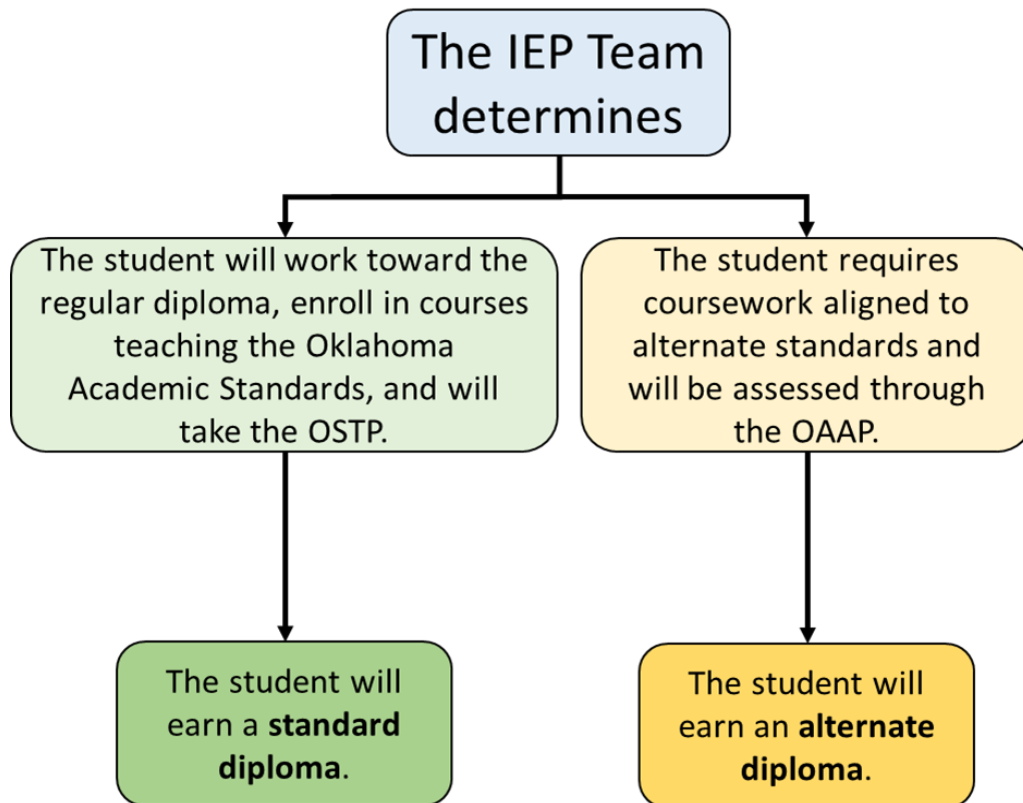 The IEP Team
determines
The student will work toward the
regular diploma, enroll in courses
teaching the Oklahoma
Academic Standards, and will
take the OSTP.
The student requires
coursework aligned to
alternate standards and
will be assessed through
the OAAP.
The student will
earn a standard
diploma.
The student will
earn an alternate
diploma.